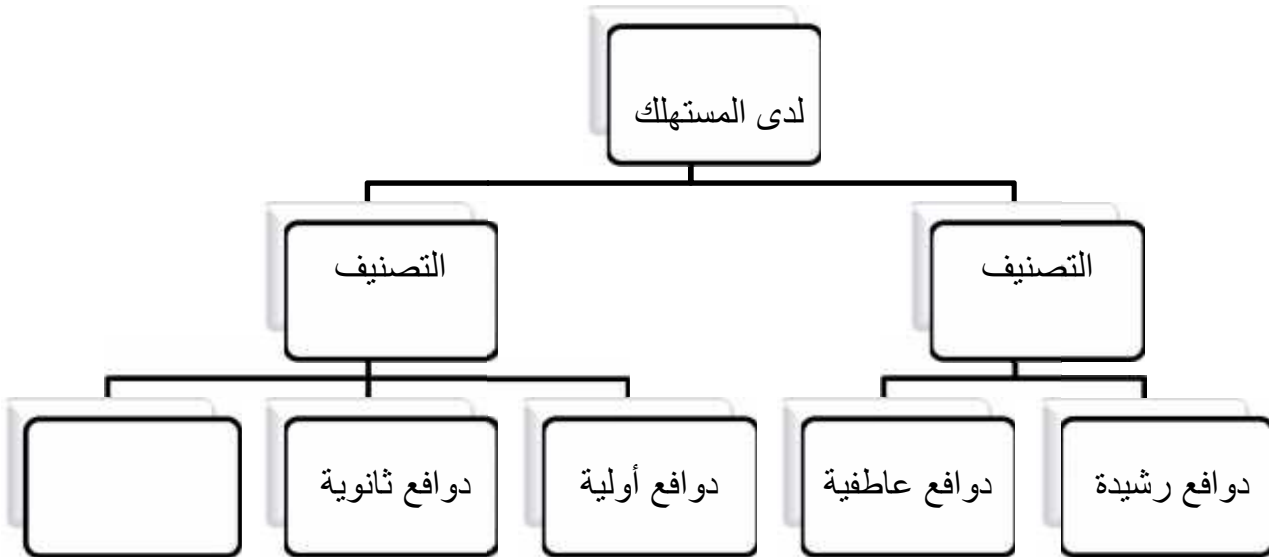 لدى المستهلك
التصنيف
التصنيف
دوافع رشيدة
دوافع عاطفية
دوافع أولية
دوافع ثانوية